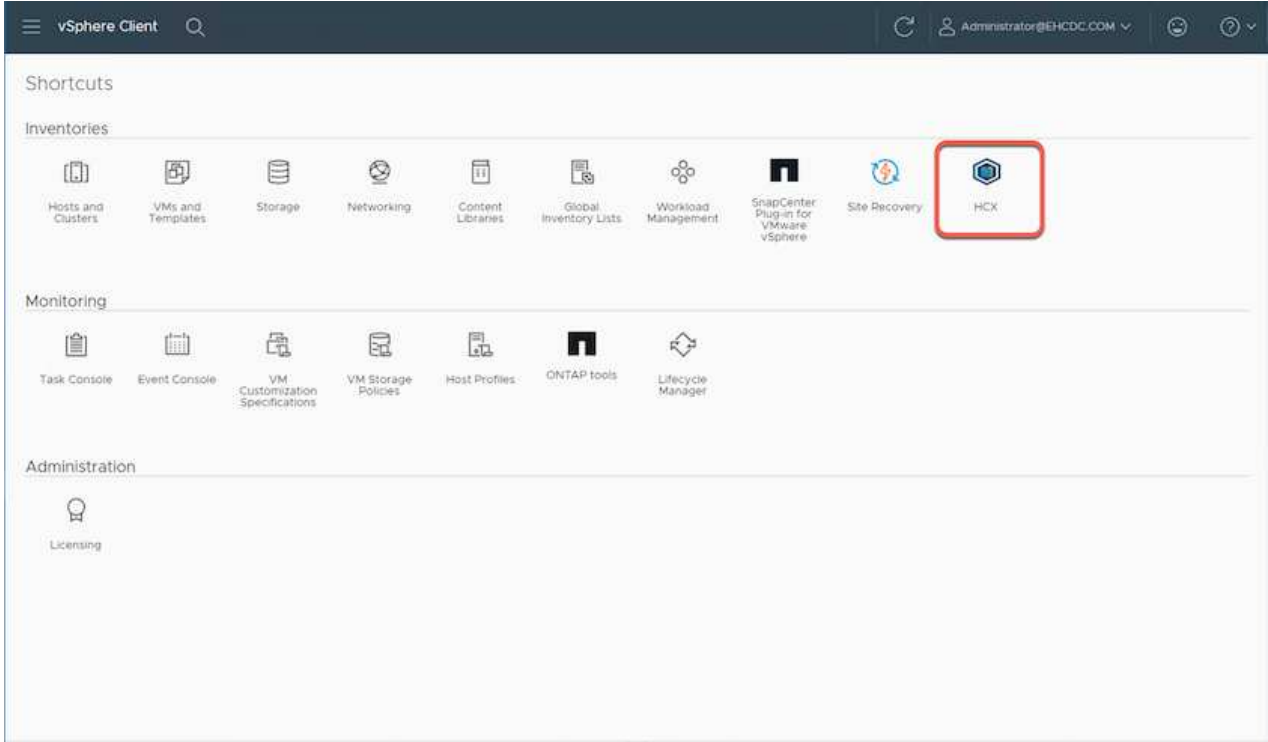 vSphere Client
Administrator@EHCDC.COM
Shortcuts
Inventories
Hosts and
Clusters
VMs and
Templates
Storage
Networking
Content
Libraries
Global
Inventory Lists
Workload
Management
SnapCenter
Plug-in for
VMware
vSphere
Site Recovery
HCX
Monitoring
Task Console
Event Console
VM
Customization
Specifications
VM Storage
Policies
Host Profiles
ONTAP tools
Lifecycle
Manager
Administration
Licensing